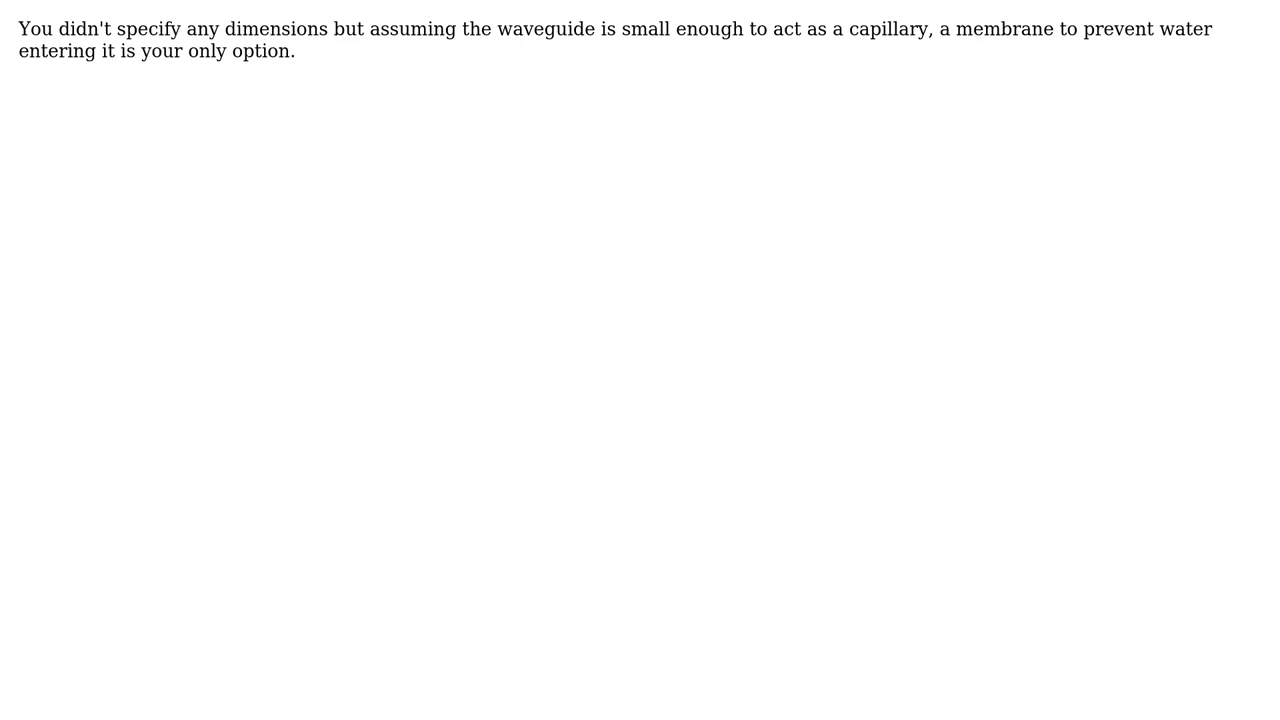 You didn't specify any dimensions but assuming the waveguide is small enough to act as a capillary, a membrane to prevent water
entering it is your only option.